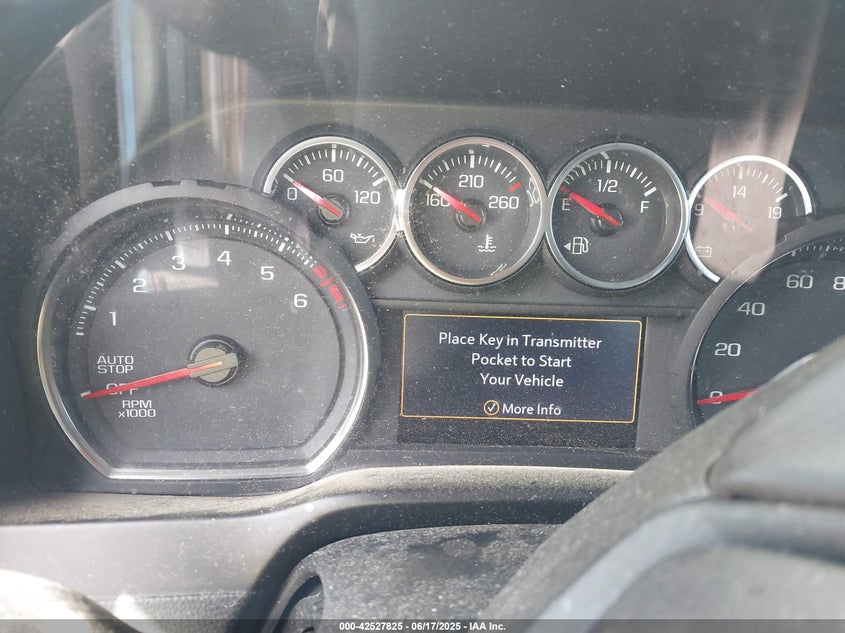 0 60 120
160 210 260
E 1/2 F
9 14 19
1 2 3 4 5 6
AUTO
STOP
OFF
RPM
x1000
Place Key in Transmitter
Pocket to Start
Your Vehicle
More Info
0 20 40 60 8
000-42527825 - 06/17/2025 - IAA Inc.